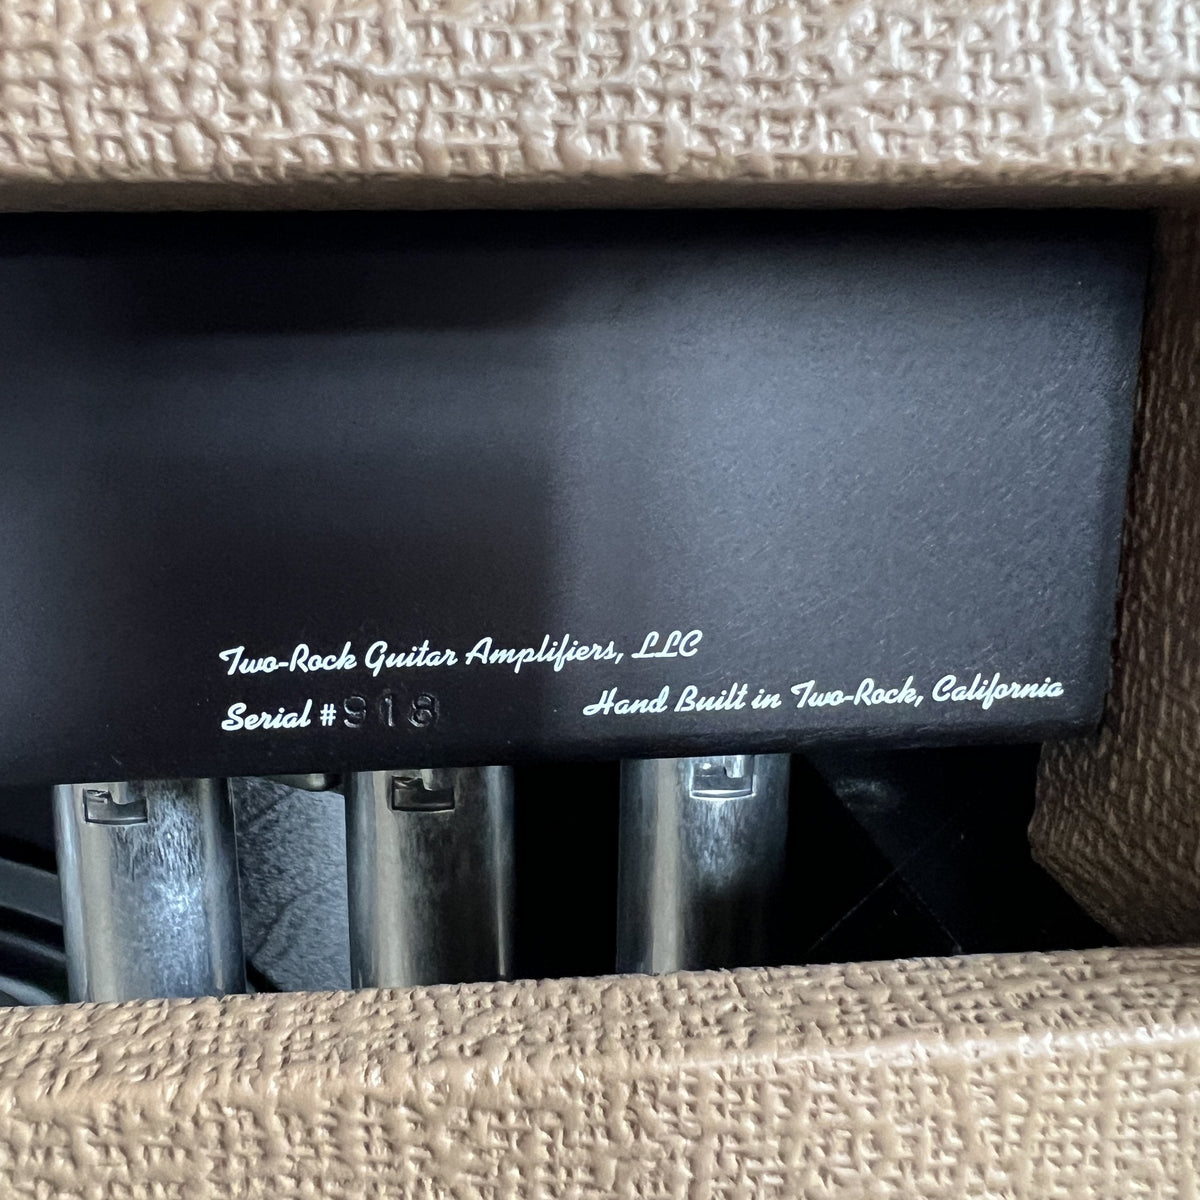 Two-Rock Guitar Amplifiers, LLC
Serial # 918
Hand Built in Two-Rock, California